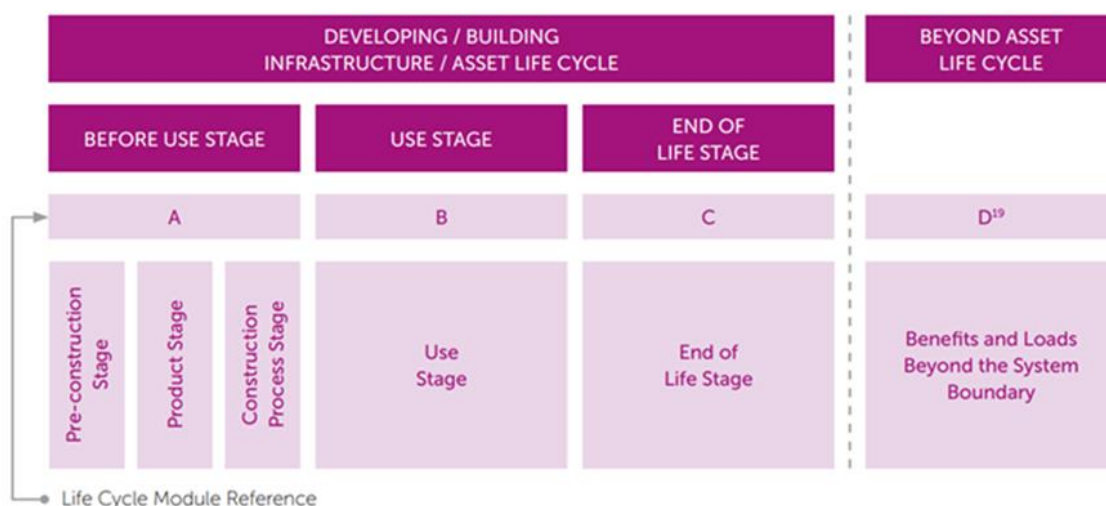 DEVELOPING / BUILDING
INFRASTRUCTURE / ASSET LIFE CYCLE
BEYOND ASSET
LIFE CYCLE
BEFORE USE STAGE
USE STAGE
END OF
LIFE STAGE
A
B
C
D¹⁹
Pre-construction
Stage
Product Stage
Construction
Process Stage
Use
Stage
End of
Life Stage
Benefits and Loads
Beyond the System
Boundary
Life Cycle Module Reference